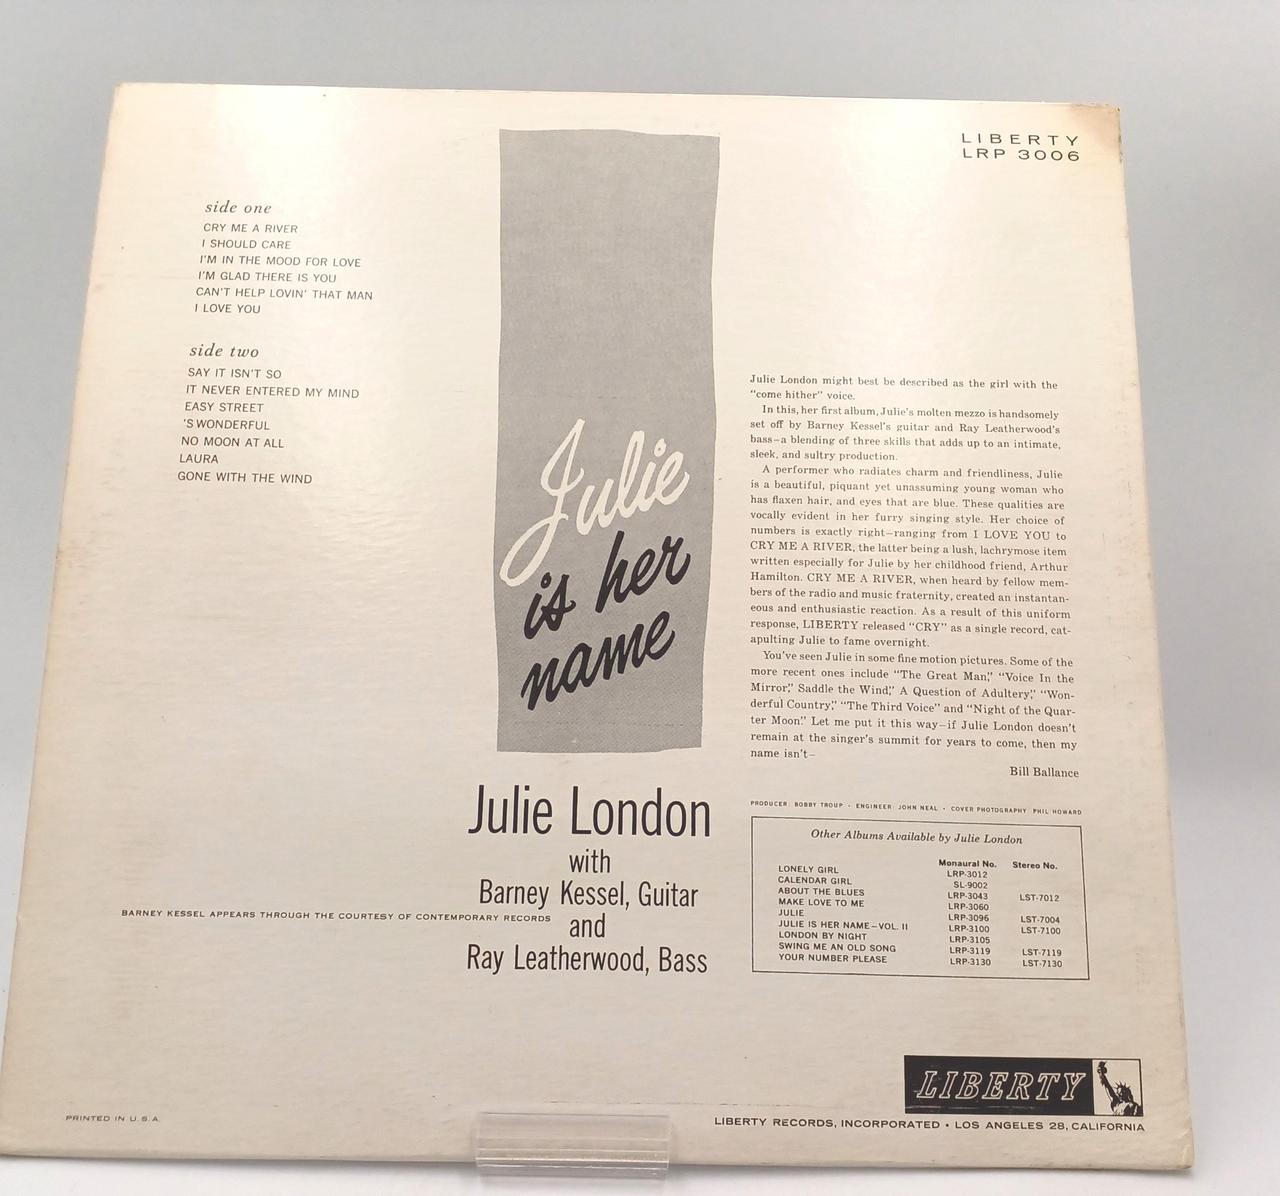 LIBERTY
LRP 3006
side one
CRY ME A RIVER
I SHOULD CARE
I'M IN THE MOOD FOR LOVE
I'M GLAD THERE IS YOU
CAN'T HELP LOVIN' THAT MAN
I LOVE YOU
side two
SAY IT ISN'T SO
IT NEVER ENTERED MY MIND
EASY STREET
'S WONDERFUL
NO MOON AT ALL
LAURA
GONE WITH THE WIND
Julie
is her
name
Julie London
with
Barney Kessel, Guitar
and
Ray Leatherwood, Bass
BARNEY KESSEL APPEARS THROUGH THE COURTESY OF CONTEMPORARY RECORDS
Julie London might best be described as the girl with the
"come hither" voice.
In this, her first album, Julie's molten mezzo is handsomely
set off by Barney Kessel's guitar and Ray Leatherwood's
bass—a blending of three skills that adds up to an intimate,
sleek, and sultry production.
A performer who radiates charm and friendliness, Julie
is a beautiful, piquant yet unassuming young woman who
has flaxen hair, and eyes that are blue. These qualities are
vocally evident in her furry singing style. Her choice of
numbers is exactly right—ranging from I LOVE YOU to
CRY ME A RIVER, the latter being a lush, lachrymose item
written especially for Julie by her childhood friend, Arthur
Hamilton. CRY ME A RIVER, when heard by fellow mem-
bers of the radio and music fraternity, created an instantan-
eous and enthusiastic reaction. As a result of this uniform
response, LIBERTY released "CRY" as a single record, cat-
apulting Julie to fame overnight.
You've seen Julie in some fine motion pictures. Some of the
more recent ones include "The Great Man," "Voice In the
Mirror," Saddle the Wind," A Question of Adultery," "Won-
derful Country," "The Third Voice" and "Night of the Quar-
ter Moon." Let me put it this way—if Julie London doesn't
remain at the singer's summit for years to come, then my
name isn't—
Bill Ballance
PRODUCER: BOBBY TROUP • ENGINEER: JOHN NEAL • COVER PHOTOGRAPHY: PHIL HOWARD
Other Albums Available by Julie London
Monaural No. Stereo No.
LONELY GIRL LRP-3012
CALENDAR GIRL SL-9002
ABOUT THE BLUES LRP-3043 LST-7012
MAKE LOVE TO ME LRP-3060
JULIE LRP-3096 LST-7004
JULIE IS HER NAME—VOL. II LRP-3100 LST-7100
LONDON BY NIGHT LRP-3105
SWING ME AN OLD SONG LRP-3119 LST-7119
YOUR NUMBER PLEASE LRP-3130 LST-7130
LIBERTY
PRINTED IN U.S.A.
LIBERTY RECORDS, INCORPORATED • LOS ANGELES 28, CALIFORNIA